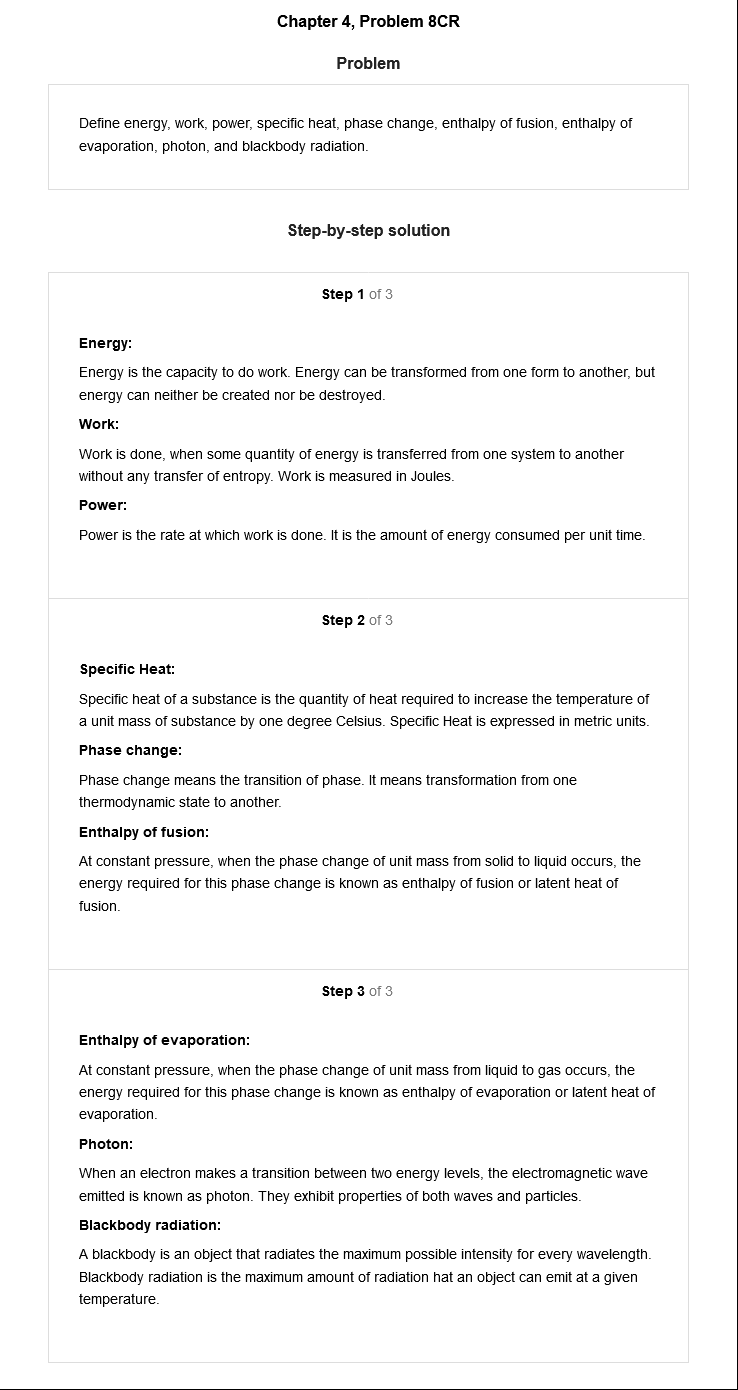 Chapter 4, Problem 8CR
Problem
Define energy, work, power, specific heat, phase change, enthalpy of fusion, enthalpy of
evaporation, photon, and blackbody radiation.
Step-by-step solution
Step 1 of 3
Energy:
Energy is the capacity to do work. Energy can be transformed from one form to another, but
energy can neither be created nor be destroyed.
Work:
Work is done, when some quantity of energy is transferred from one system to another
without any transfer of entropy. Work is measured in Joules.
Power:
Power is the rate at which work is done. It is the amount of energy consumed per unit time.
Step 2 of 3
Specific Heat:
Specific heat of a substance is the quantity of heat required to increase the temperature of
a unit mass of substance by one degree Celsius. Specific Heat is expressed in metric units.
Phase change:
Phase change means the transition of phase. It means transformation from one
thermodynamic state to another.
Enthalpy of fusion:
At constant pressure, when the phase change of unit mass from solid to liquid occurs, the
energy required for this phase change is known as enthalpy of fusion or latent heat of
fusion.
Step 3 of 3
Enthalpy of evaporation:
At constant pressure, when the phase change of unit mass from liquid to gas occurs, the
energy required for this phase change is known as enthalpy of evaporation or latent heat of
evaporation.
Photon:
When an electron makes a transition between two energy levels, the electromagnetic wave
emitted is known as photon. They exhibit properties of both waves and particles.
Blackbody radiation:
A blackbody is an object that radiates the maximum possible intensity for every wavelength.
Blackbody radiation is the maximum amount of radiation hat an object can emit at a given
temperature.